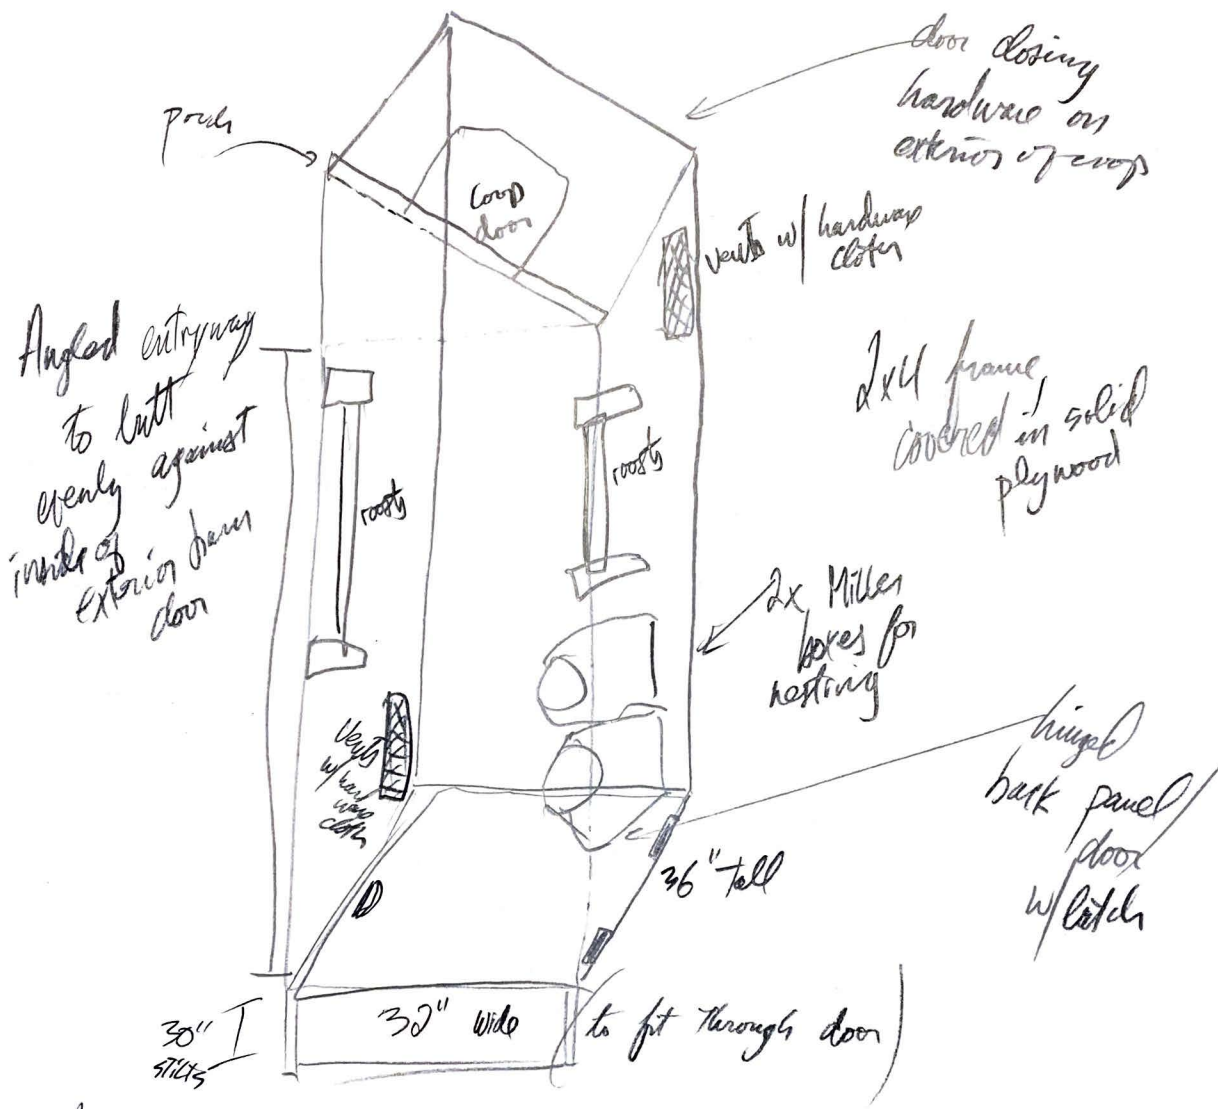 door closing
hardware on
exterior of coop
porch
coop
door
vents w/ hardware
cloth
Angled entryway
to butt
evenly against
inside of
exterior
door
2x4 frame,
covered in solid
plywood
roosts
roosts
2x Miller
boxes for
nesting
vents
w/ hard
ware
cloth
hinged
back panel/
door
w/ latch
36" tall
30"
stilts
32" wide
to fit through door)